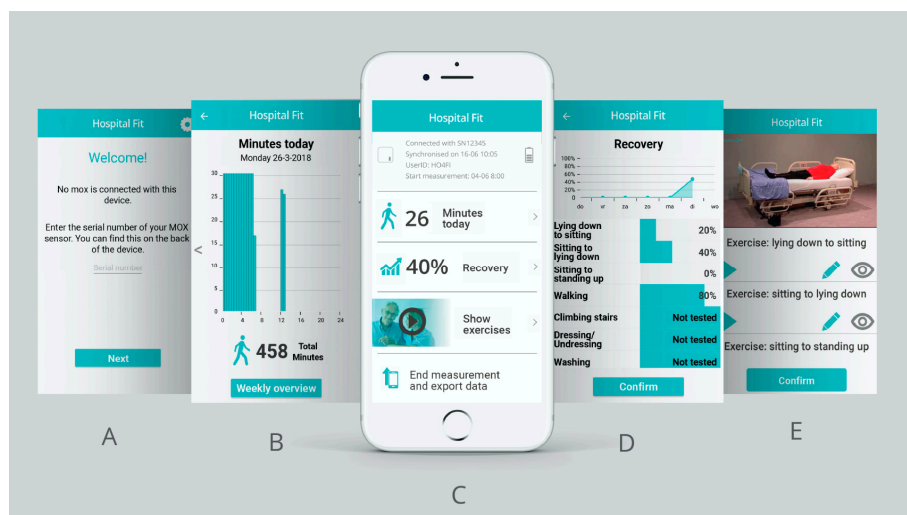 Hospital Fit
Welcome!
No mox is connected with this
device.
Enter the serial number of your MOX
sensor. You can find this on the back
of the device.
Serial number
Next
A
Hospital Fit
Minutes today
Monday 26-3-2018
30
25
20
15
10
5
0
0 4 8 12 16 20 24
458 Total
Minutes
Weekly overview
B
Hospital Fit
Connected with SN12345
Synchronised on 16-06 10:05
UserID: HO4FI
Start measurement: 04-06 8:00
26 Minutes
today
40% Recovery
Show
exercises
End measurement
and export data
C
Hospital Fit
Recovery
100%
80%
60%
40%
20%
0%
do vr za zo ma di wo
Lying down
to sitting 20%
Sitting to
lying down 40%
Sitting to
standing up 0%
Walking 80%
Climbing stairs Not tested
Dressing/
Undressing Not tested
Washing Not tested
Confirm
D
Hospital Fit
Exercise: lying down to sitting
Exercise: sitting to lying down
Exercise: sitting to standing up
Confirm
E